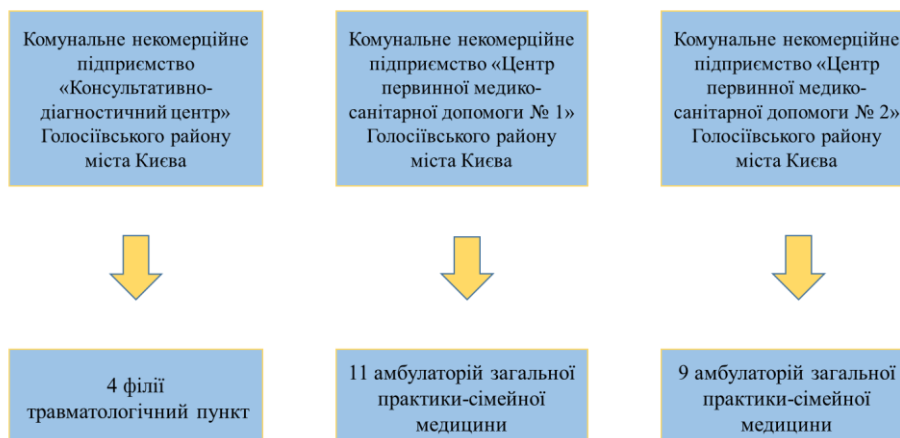 Комунальне некомерційне
підприємство
«Консультативно-
діагностичний центр»
Голосіївського району
міста Києва
Комунальне некомерційне
підприємство «Центр
первинної медико-
санітарної допомоги № 1»
Голосіївського району
міста Києва
Комунальне некомерційне
підприємство «Центр
первинної медико-
санітарної допомоги № 2»
Голосіївського району
міста Києва
4 філії
травматологічний пункт
11 амбулаторій загальної
практики-сімейної
медицини
9 амбулаторій загальної
практики-сімейної
медицини